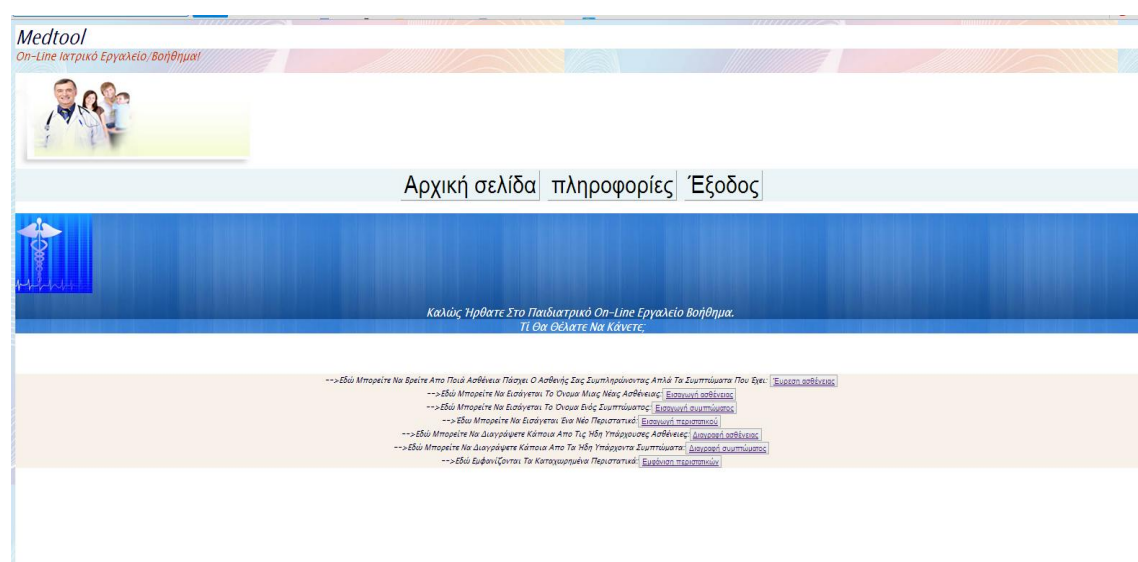 Medtool
On-Line Ιατρικό Εργαλείο/Βοήθημα!
Αρχική σελίδα πληροφορίες Έξοδος
Καλώς Ήρθατε Στο Παιδιατρικό On-Line Εργαλείο Βοήθημα.
Τί Θα Θέλατε Να Κάνετε;
-->Εδώ Μπορείτε Να Βρείτε Απο Ποιά Ασθένεια Πάσχει Ο Ασθενής Σας Συμπληρώνοντας Απλά Τα Συμπτώματα Που Εχει: Έυρεση ασθένειας
-->Εδώ Μπορείτε Να Εισάγεται Το Όνομα Μιας Νέας Ασθένειας: Εισαγωγή ασθένειας
-->Εδώ Μπορείτε Να Εισάγεται Το Όνομα Ενός Συμπτώματος: Εισαγωγή συμπτώματος
-->Εδω Μπορείτε Να Εισάγεται Ένα Νέο Περιστατικό: Εισαγωγή περιστατικού
-->Εδώ Μπορείτε Να Διαγράψετε Κάποια Απο Τις Ήδη Υπάρχουσες Ασθένειες: Διαγραφή ασθένειας
-->Εδώ Μπορείτε Να Διαγράψετε Κάποια Απο Τα Ήδη Υπάρχοντα Συμπτώματα: Διαγραφή συμπτώματος
-->Εδώ Εμφανίζονται Τα Καταχωρημένα Περιστατικά: Εμφάνιση περιστατικών